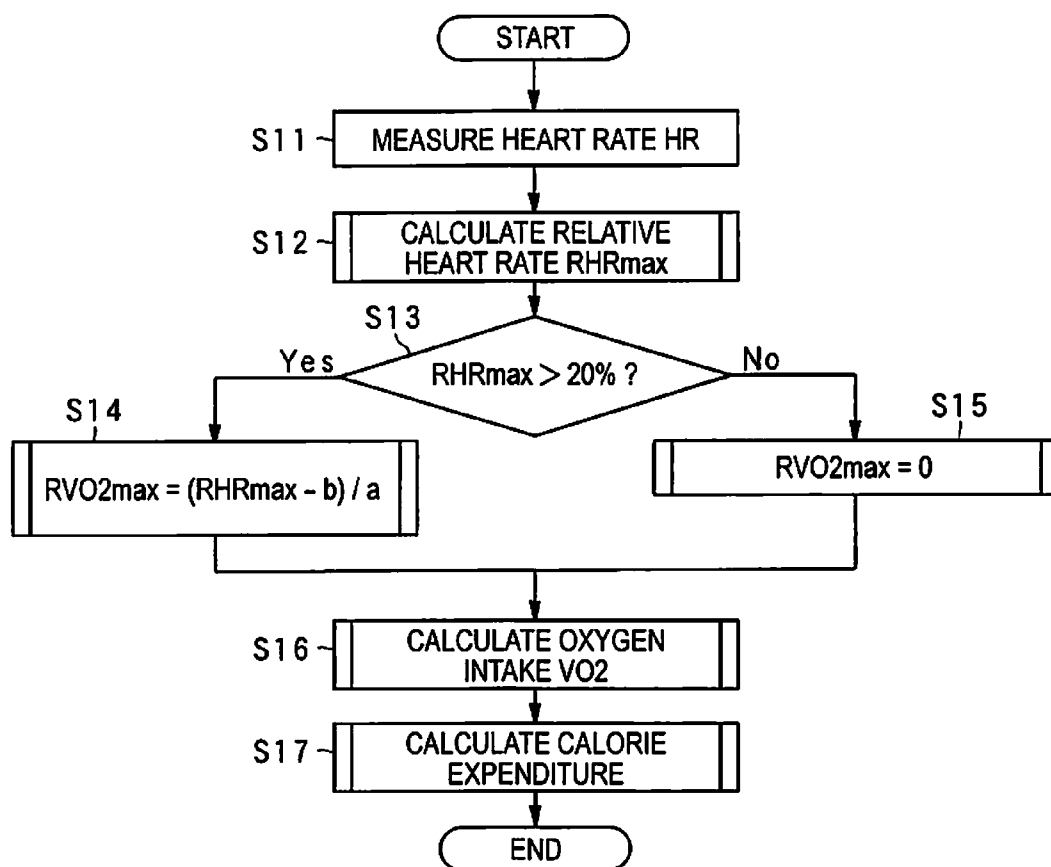 START
S11
MEASURE HEART RATE HR
S12
CALCULATE RELATIVE
HEART RATE RHRmax
S13
Yes
RHRmax > 20% ?
No
S14
RVO2max = (RHRmax - b) / a
S15
RVO2max = 0
S16
CALCULATE OXYGEN
INTAKE VO2
S17
CALCULATE CALORIE
EXPENDITURE
END